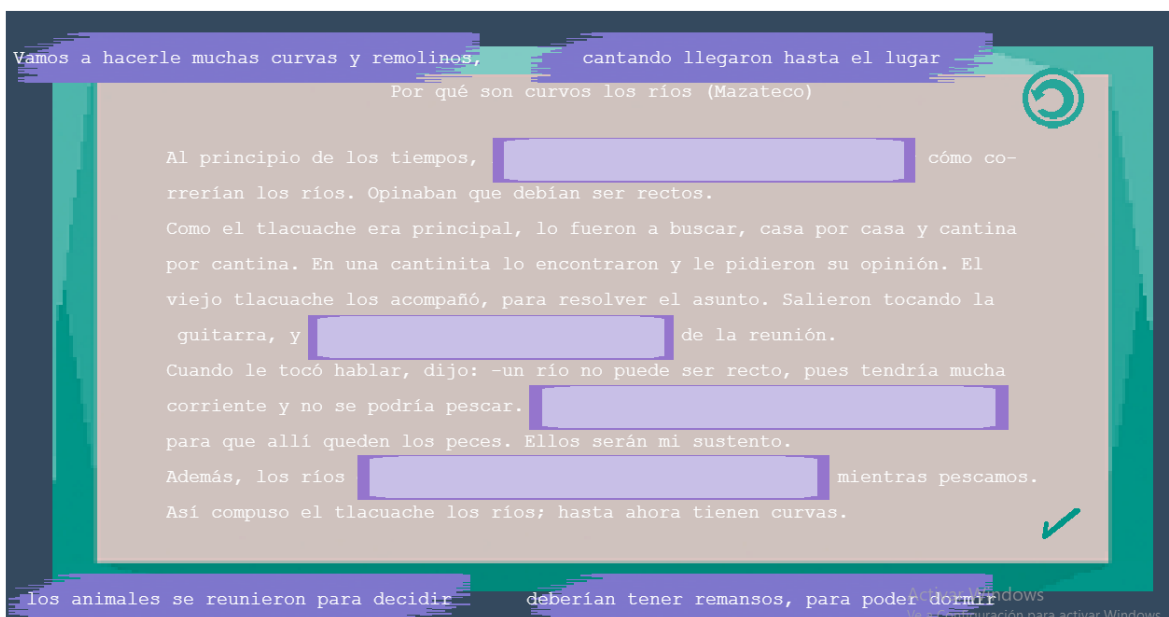 Vamos a hacerle muchas curvas y remolinos,
cantando llegaron hasta el lugar
Por qué son curvos los ríos (Mazateco)
Al principio de los tiempos, cómo co-
rrerían los ríos. Opinaban que debían ser rectos.
Como el tlacuache era principal, lo fueron a buscar, casa por casa y cantina
por cantina. En una cantinita lo encontraron y le pidieron su opinión. El
viejo tlacuache los acompañó, para resolver el asunto. Salieron tocando la
guitarra, y de la reunión.
Cuando le tocó hablar, dijo: -un río no puede ser recto, pues tendría mucha
corriente y no se podría pescar.
para que allí queden los peces. Ellos serán mi sustento.
Además, los ríos mientras pescamos.
Así compuso el tlacuache los ríos; hasta ahora tienen curvas.
los animales se reunieron para decidir
deberían tener remansos, para poder dormir
Activar Windows
Ve a Configuración para activar Windows.